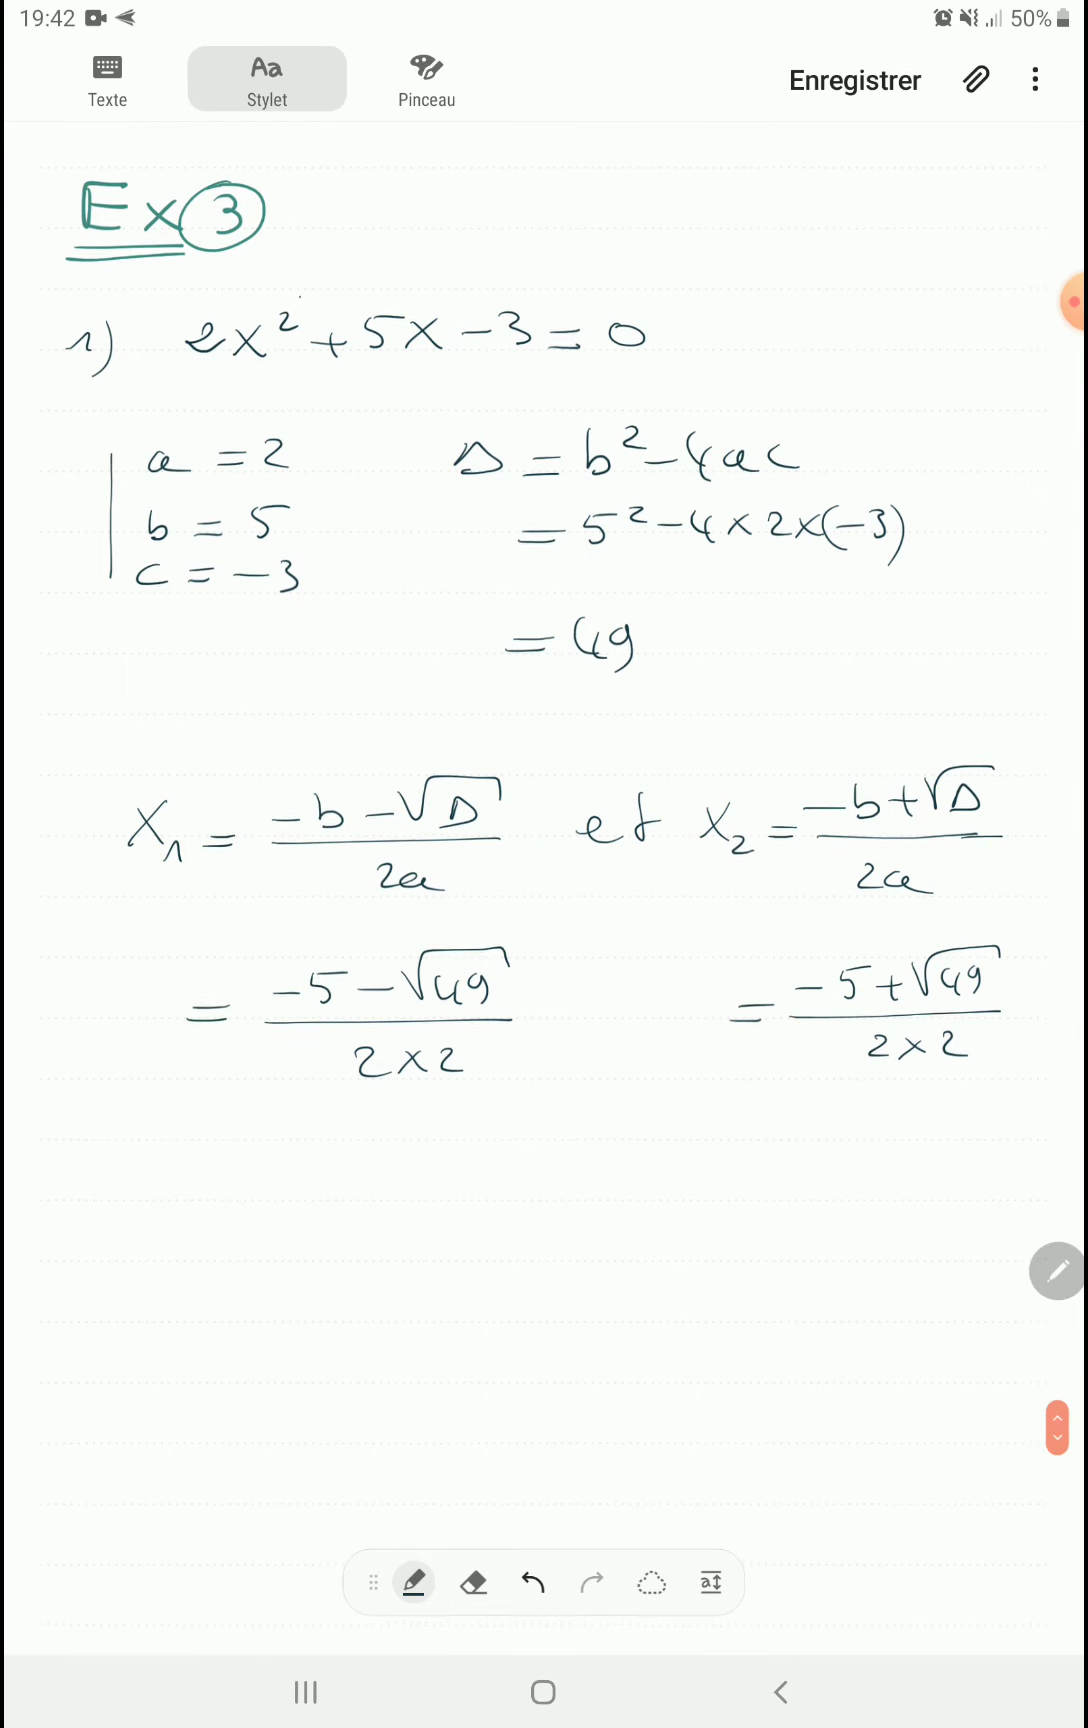 19:42 50%
Texte Aa Stylet Pinceau Enregistrer
Ex 3
1) 2x² + 5x - 3 = 0
a = 2 Δ = b² - 4ac
b = 5 = 5² - 4 × 2 × (-3)
c = -3
= 49
X₁ = (-b - √Δ)/2a et X₂ = (-b + √Δ)/2a
= (-5 - √49)/(2 × 2) = (-5 + √49)/(2 × 2)
a